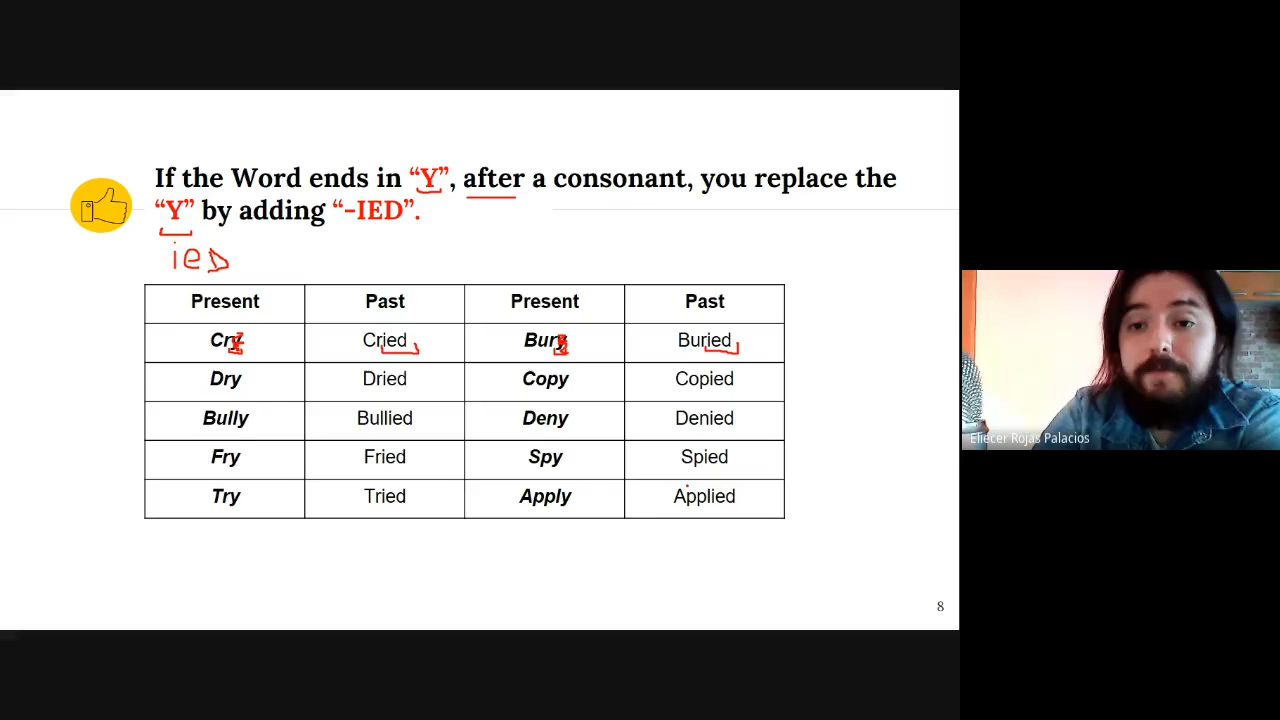 If the Word ends in “Y”, after a consonant, you replace the
“Y” by adding “-IED”.
ieD
Present Past Present Past
Cry Cried Bury Buried
Dry Dried Copy Copied
Bully Bullied Deny Denied
Fry Fried Spy Spied
Try Tried Apply Applied
Eliecer Rojas Palacios
8